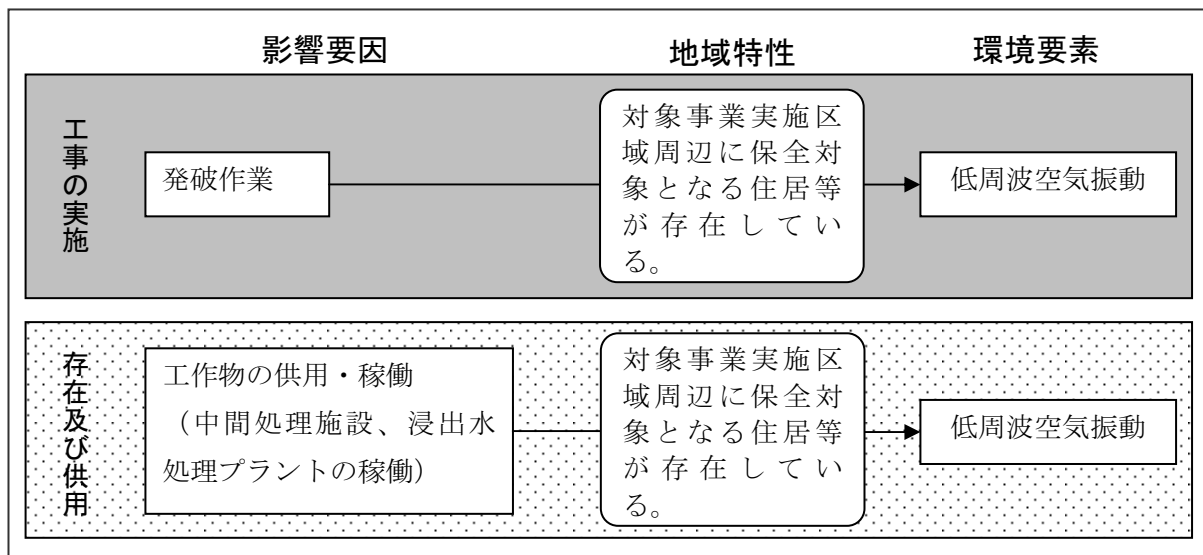 影響要因
地域特性
環境要素
工事の実施
発破作業
対象事業実施区
域周辺に保全対
象となる住居等
が存在してい
る。
低周波空気振動
存在及び供用
工作物の供用・稼働
（中間処理施設、浸出水
処理プラントの稼働）
対象事業実施区
域周辺に保全対
象となる住居等
が存在してい
る。
低周波空気振動